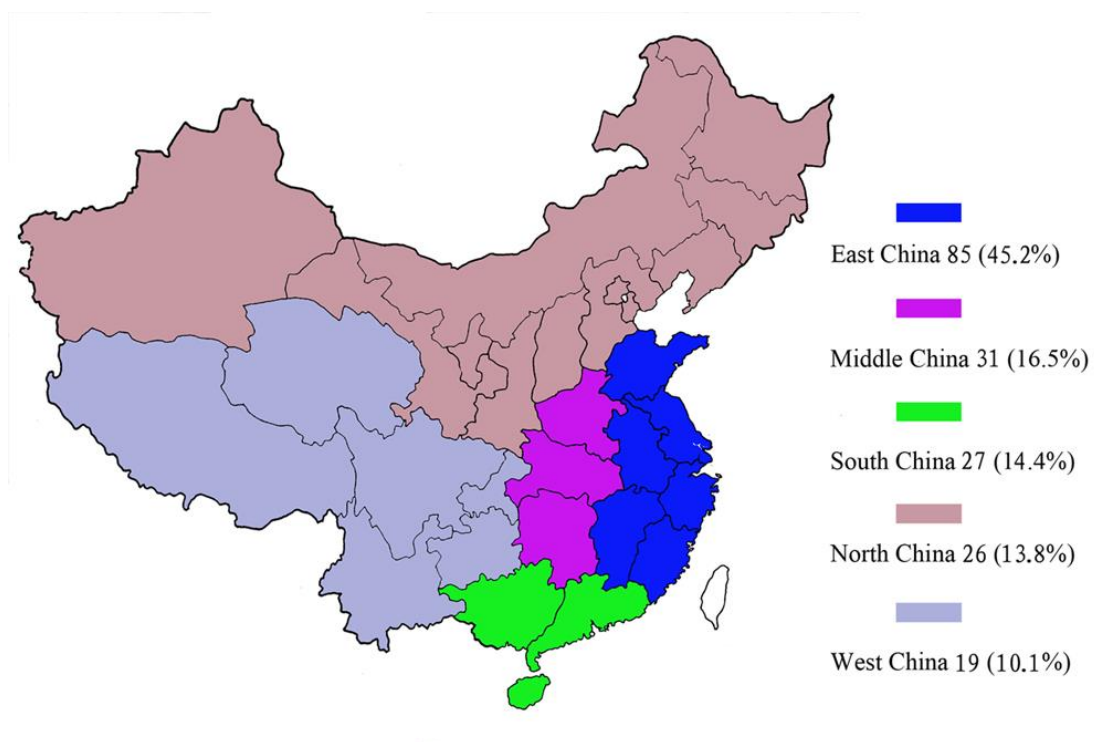 East China 85 (45.2%)
Middle China 31 (16.5%)
South China 27 (14.4%)
North China 26 (13.8%)
West China 19 (10.1%)